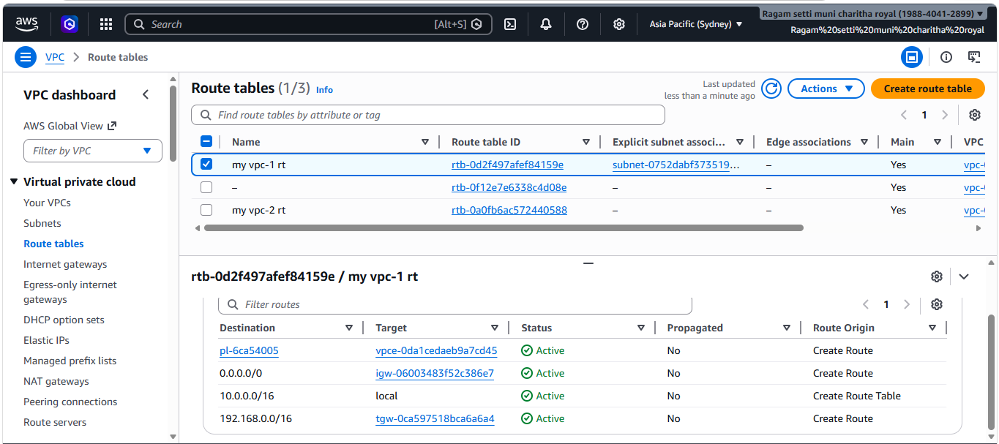 aws
Search [Alt+S]
Asia Pacific (Sydney) ▼
Ragam setti muni charitha royal (1988-4041-2899) ▼
Ragam%20setti%20muni%20charitha%20royal
VPC > Route tables
VPC dashboard
AWS Global View
Filter by VPC
Virtual private cloud
Your VPCs
Subnets
Route tables
Internet gateways
Egress-only internet
gateways
DHCP option sets
Elastic IPs
Managed prefix lists
NAT gateways
Peering connections
Route servers
Route tables (1/3) Info
Last updated
less than a minute ago
Actions ▼
Create route table
Find route tables by attribute or tag
1
Name Route table ID Explicit subnet associ... Edge associations Main VPC
my vpc-1 rt rtb-0d2f497afef84159e subnet-0752dabf373519... – Yes vpc-
– rtb-0f12e7e6338c4d08e – – Yes vpc-
my vpc-2 rt rtb-0a0fb6ac572440588 – – Yes vpc-
rtb-0d2f497afef84159e / my vpc-1 rt
Filter routes
1
Destination Target Status Propagated Route Origin
pl-6ca54005 vpce-0da1cedaeb9a7cd45 Active No Create Route
0.0.0.0/0 igw-06003483f52c386e7 Active No Create Route
10.0.0.0/16 local Active No Create Route Table
192.168.0.0/16 tgw-0ca597518bca6a6a4 Active No Create Route